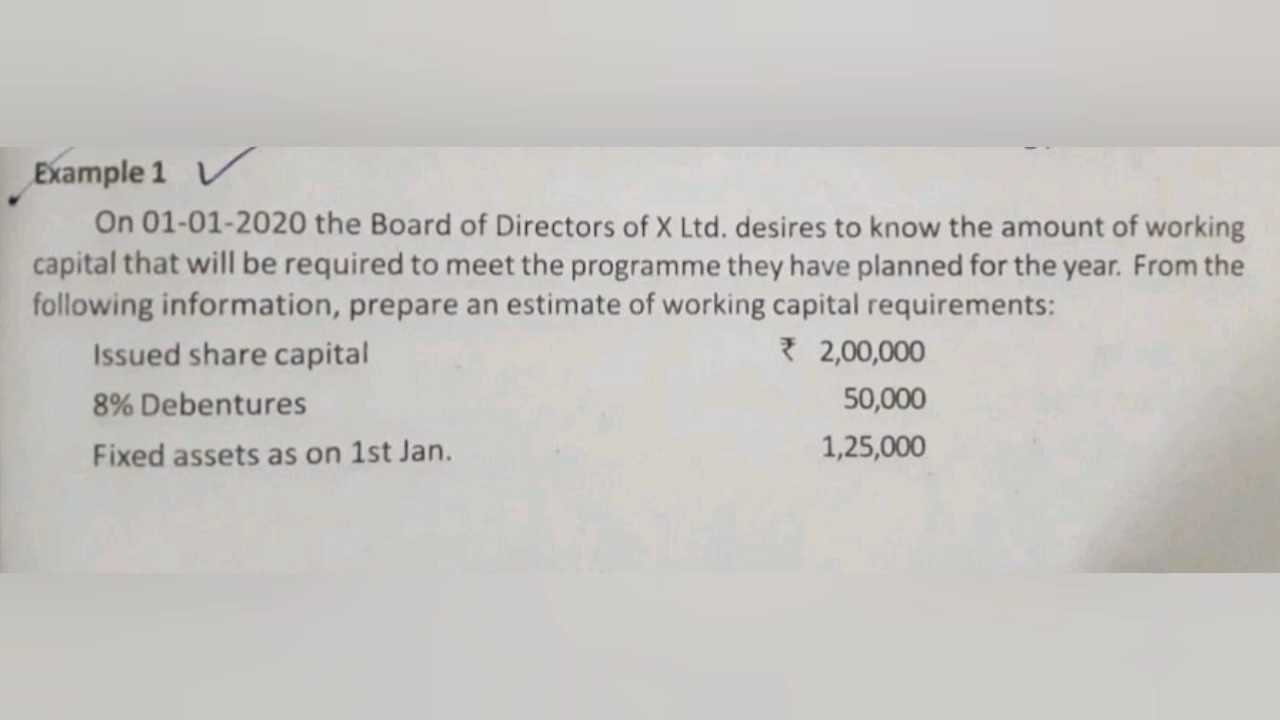 Example 1
On 01-01-2020 the Board of Directors of X Ltd. desires to know the amount of working
capital that will be required to meet the programme they have planned for the year. From the
following information, prepare an estimate of working capital requirements:
Issued share capital ₹ 2,00,000
8% Debentures 50,000
Fixed assets as on 1st Jan. 1,25,000